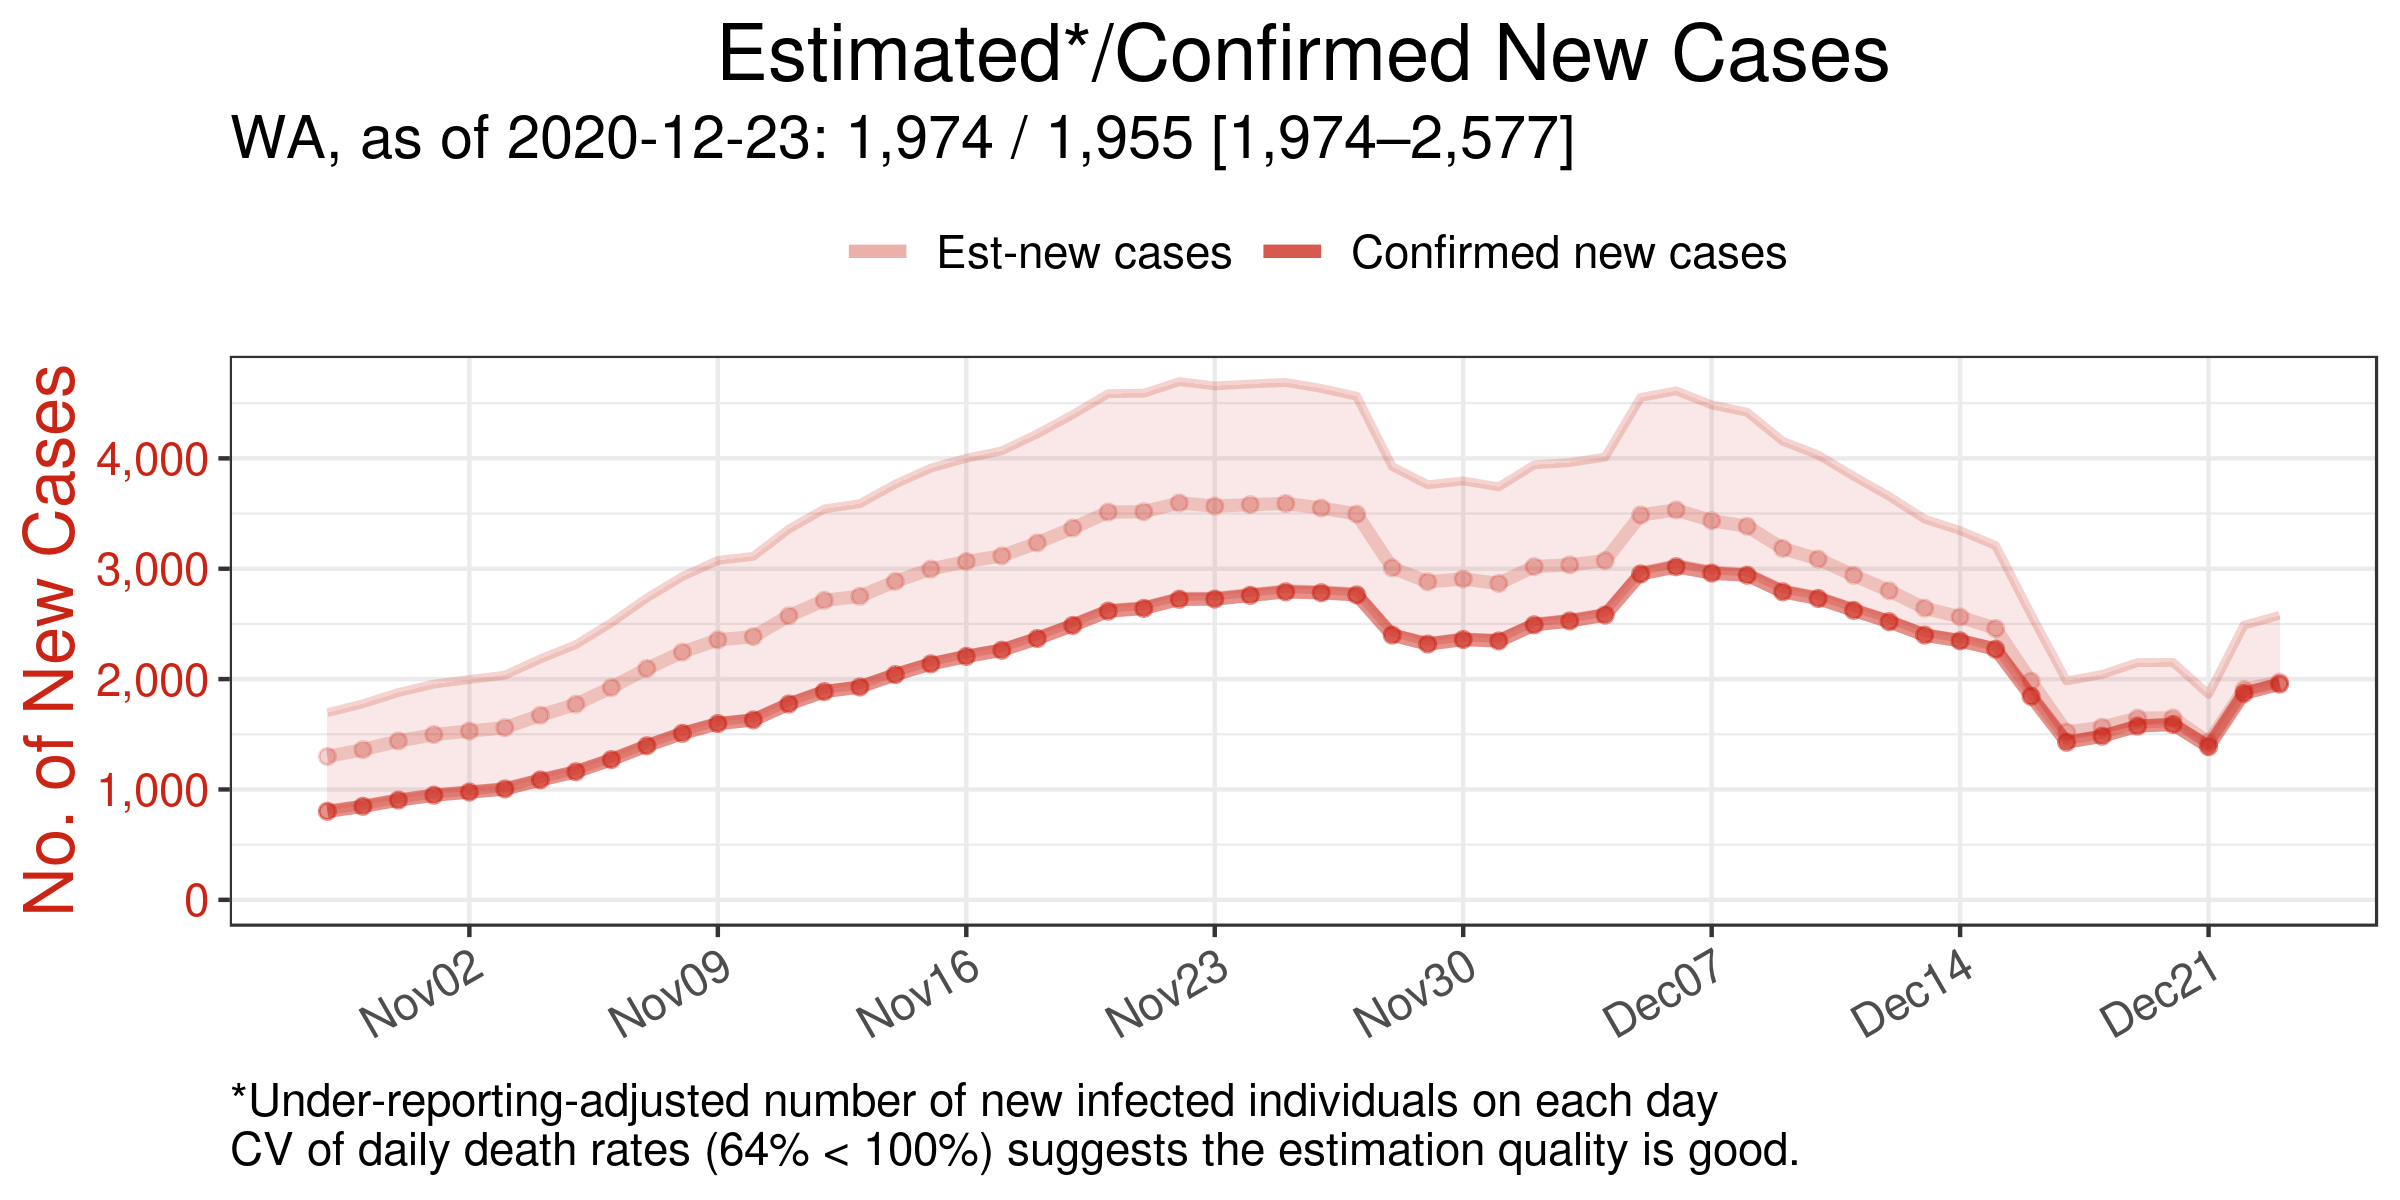 Estimated*/Confirmed New Cases
WA, as of 2020-12-23: 1,974 / 1,955 [1,974–2,577]
Est-new cases Confirmed new cases
No. of New Cases
4,000
3,000
2,000
1,000
0
Nov02 Nov09 Nov16 Nov23 Nov30 Dec07 Dec14 Dec21
*Under-reporting-adjusted number of new infected individuals on each day
CV of daily death rates (64% < 100%) suggests the estimation quality is good.